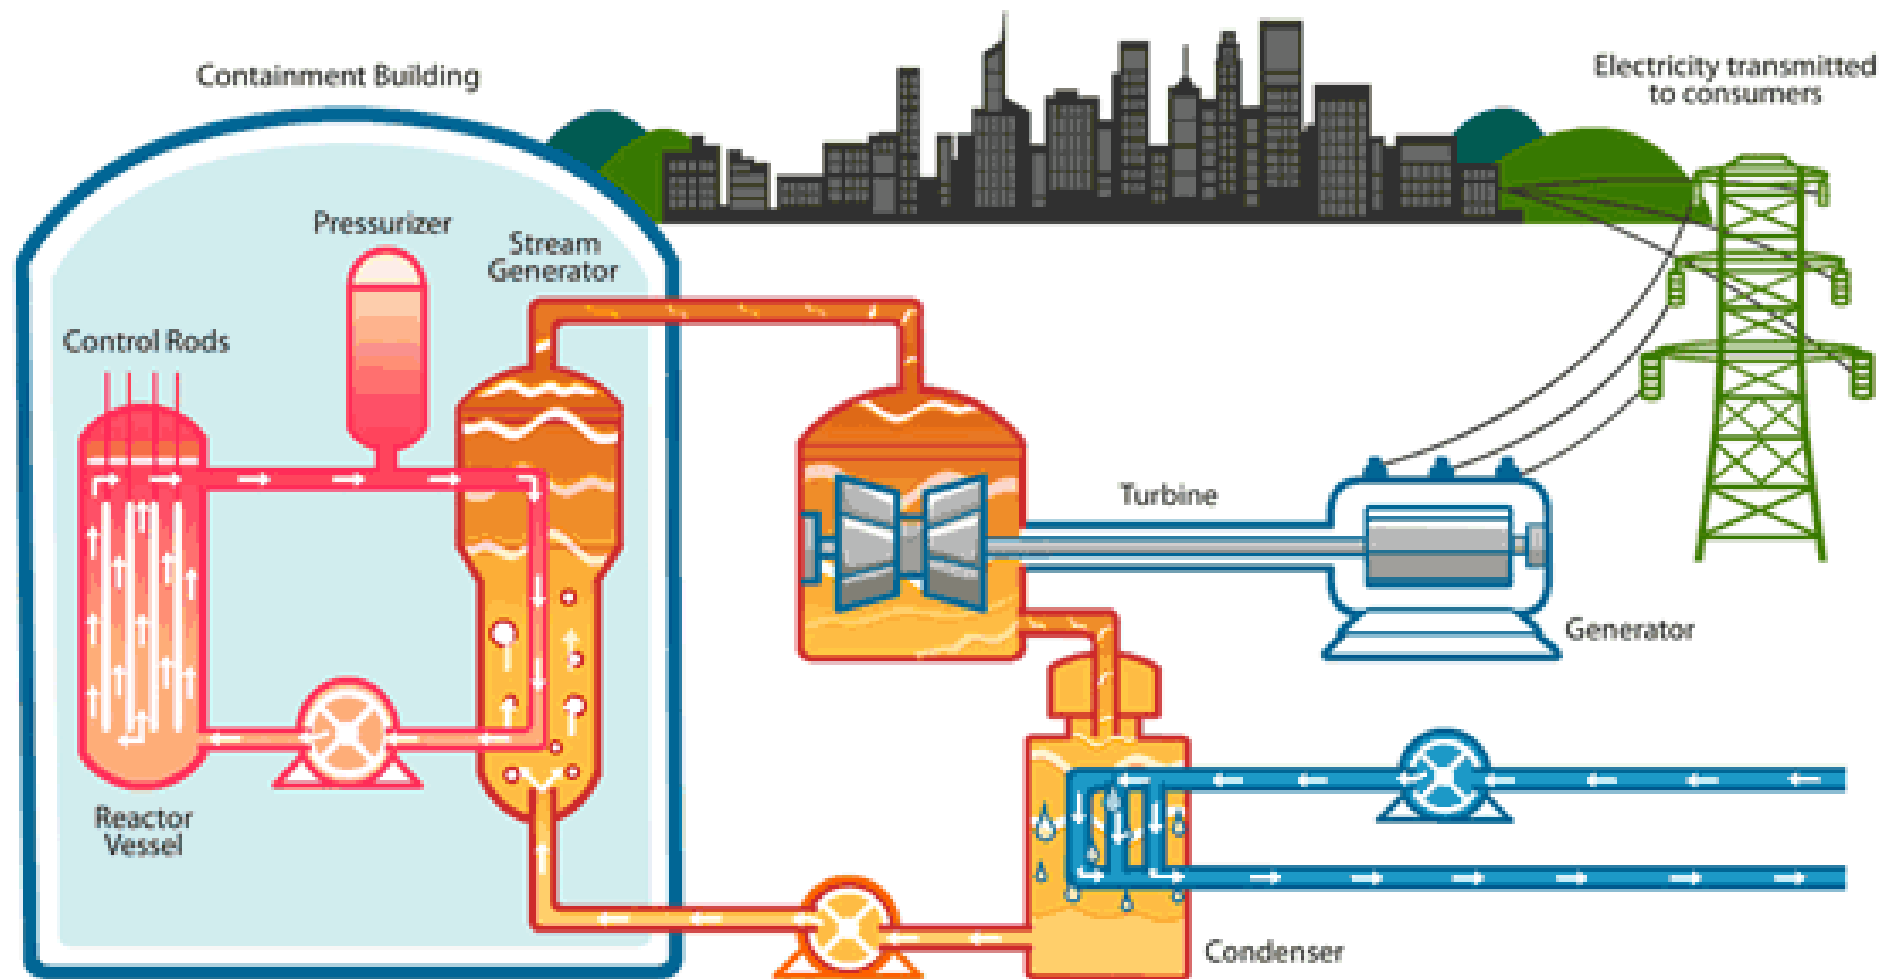 Containment Building
Electricity transmitted
to consumers
Pressurizer
Stream
Generator
Control Rods
Turbine
Generator
Reactor
Vessel
Condenser